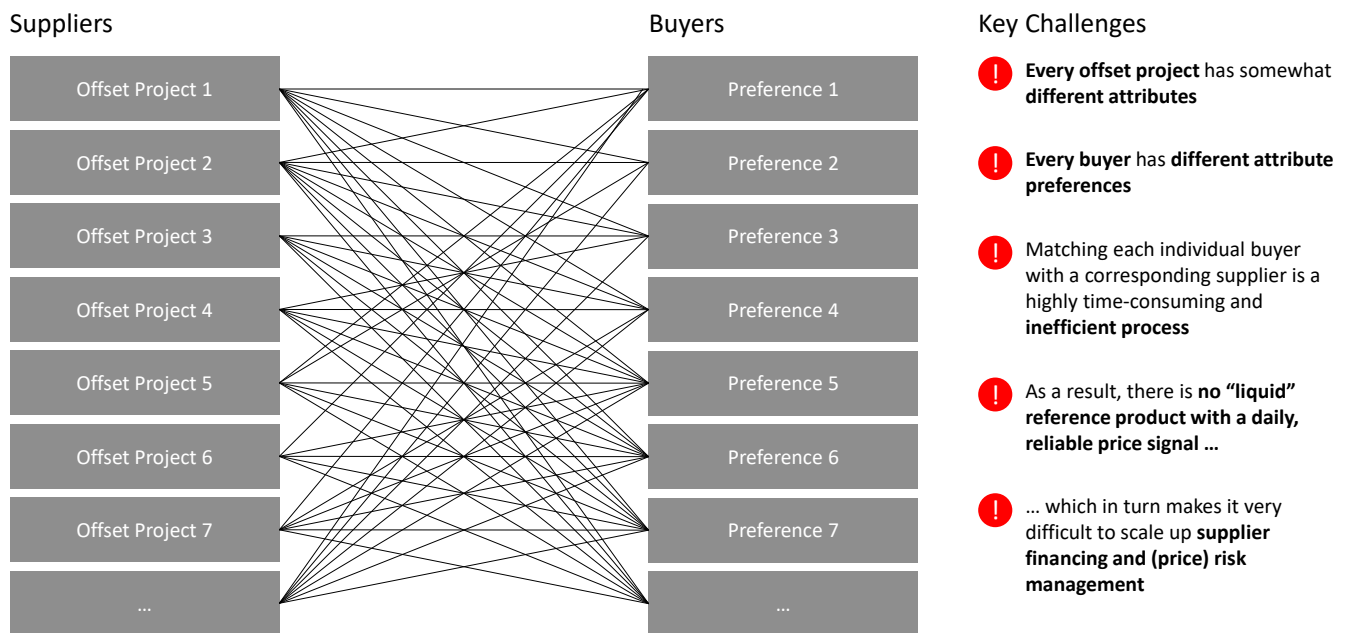 Suppliers
Offset Project 1
Offset Project 2
Offset Project 3
Offset Project 4
Offset Project 5
Offset Project 6
Offset Project 7
...
Buyers
Preference 1
Preference 2
Preference 3
Preference 4
Preference 5
Preference 6
Preference 7
...
Key Challenges
! Every offset project has somewhat
different attributes
! Every buyer has different attribute
preferences
! Matching each individual buyer
with a corresponding supplier is a
highly time-consuming and
inefficient process
! As a result, there is no “liquid”
reference product with a daily,
reliable price signal …
! … which in turn makes it very
difficult to scale up supplier
financing and (price) risk
management